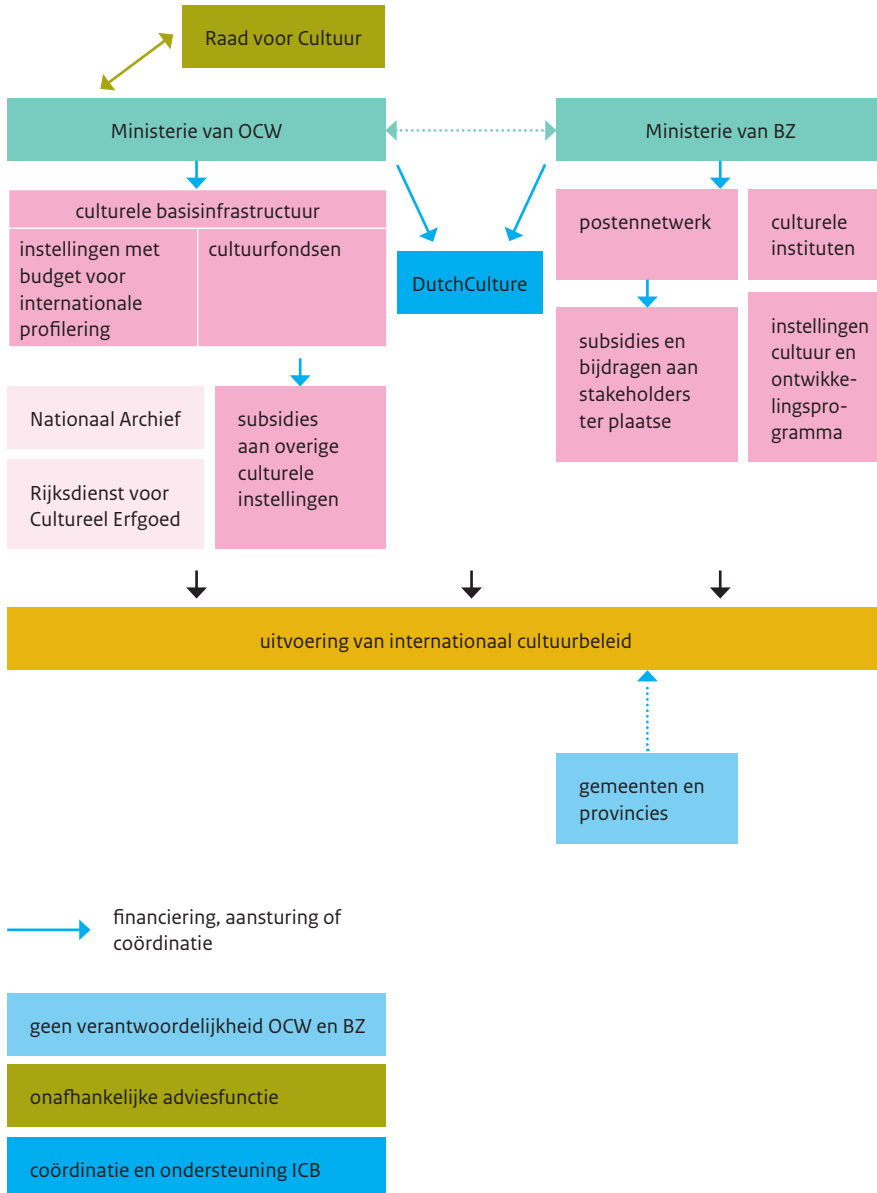 Raad voor Cultuur
Ministerie van OCW
Ministerie van BZ
culturele basisinfrastructuur
instellingen met
budget voor
internationale
profilering
cultuurfondsen
DutchCulture
postennetwerk
culturele
instituten
subsidies en
bijdragen aan
stakeholders
ter plaatse
instellingen
cultuur en
ontwikke-
lingspro-
gramma
Nationaal Archief
Rijksdienst voor
Cultureel Erfgoed
subsidies
aan overige
culturele
instellingen
uitvoering van internationaal cultuurbeleid
gemeenten en
provincies
financiering, aansturing of
coördinatie
geen verantwoordelijkheid OCW en BZ
onafhankelijke adviesfunctie
coördinatie en ondersteuning ICB